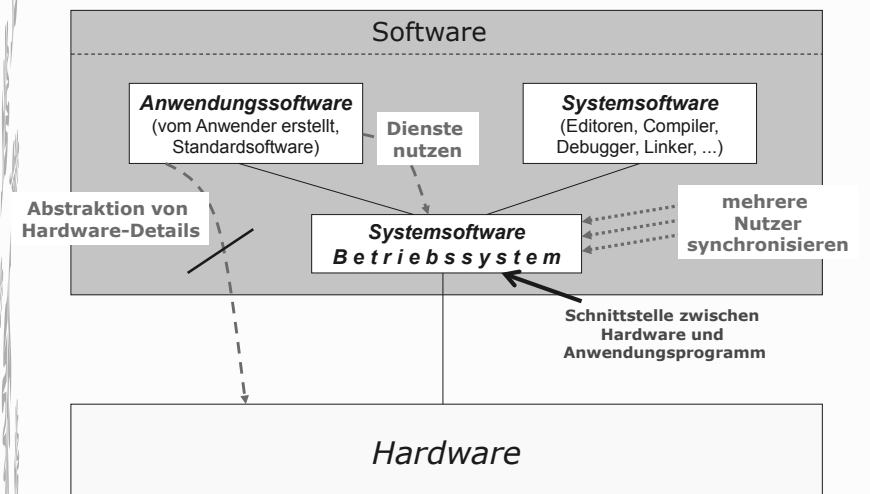 Software
Anwendungssoftware
(vom Anwender erstellt,
Standardsoftware)
Dienste
nutzen
Systemsoftware
(Editoren, Compiler,
Debugger, Linker, ...)
Abstraktion von
Hardware-Details
Systemsoftware
Betriebssystem
mehrere
Nutzer
synchronisieren
Schnittstelle zwischen
Hardware und
Anwendungsprogramm
Hardware